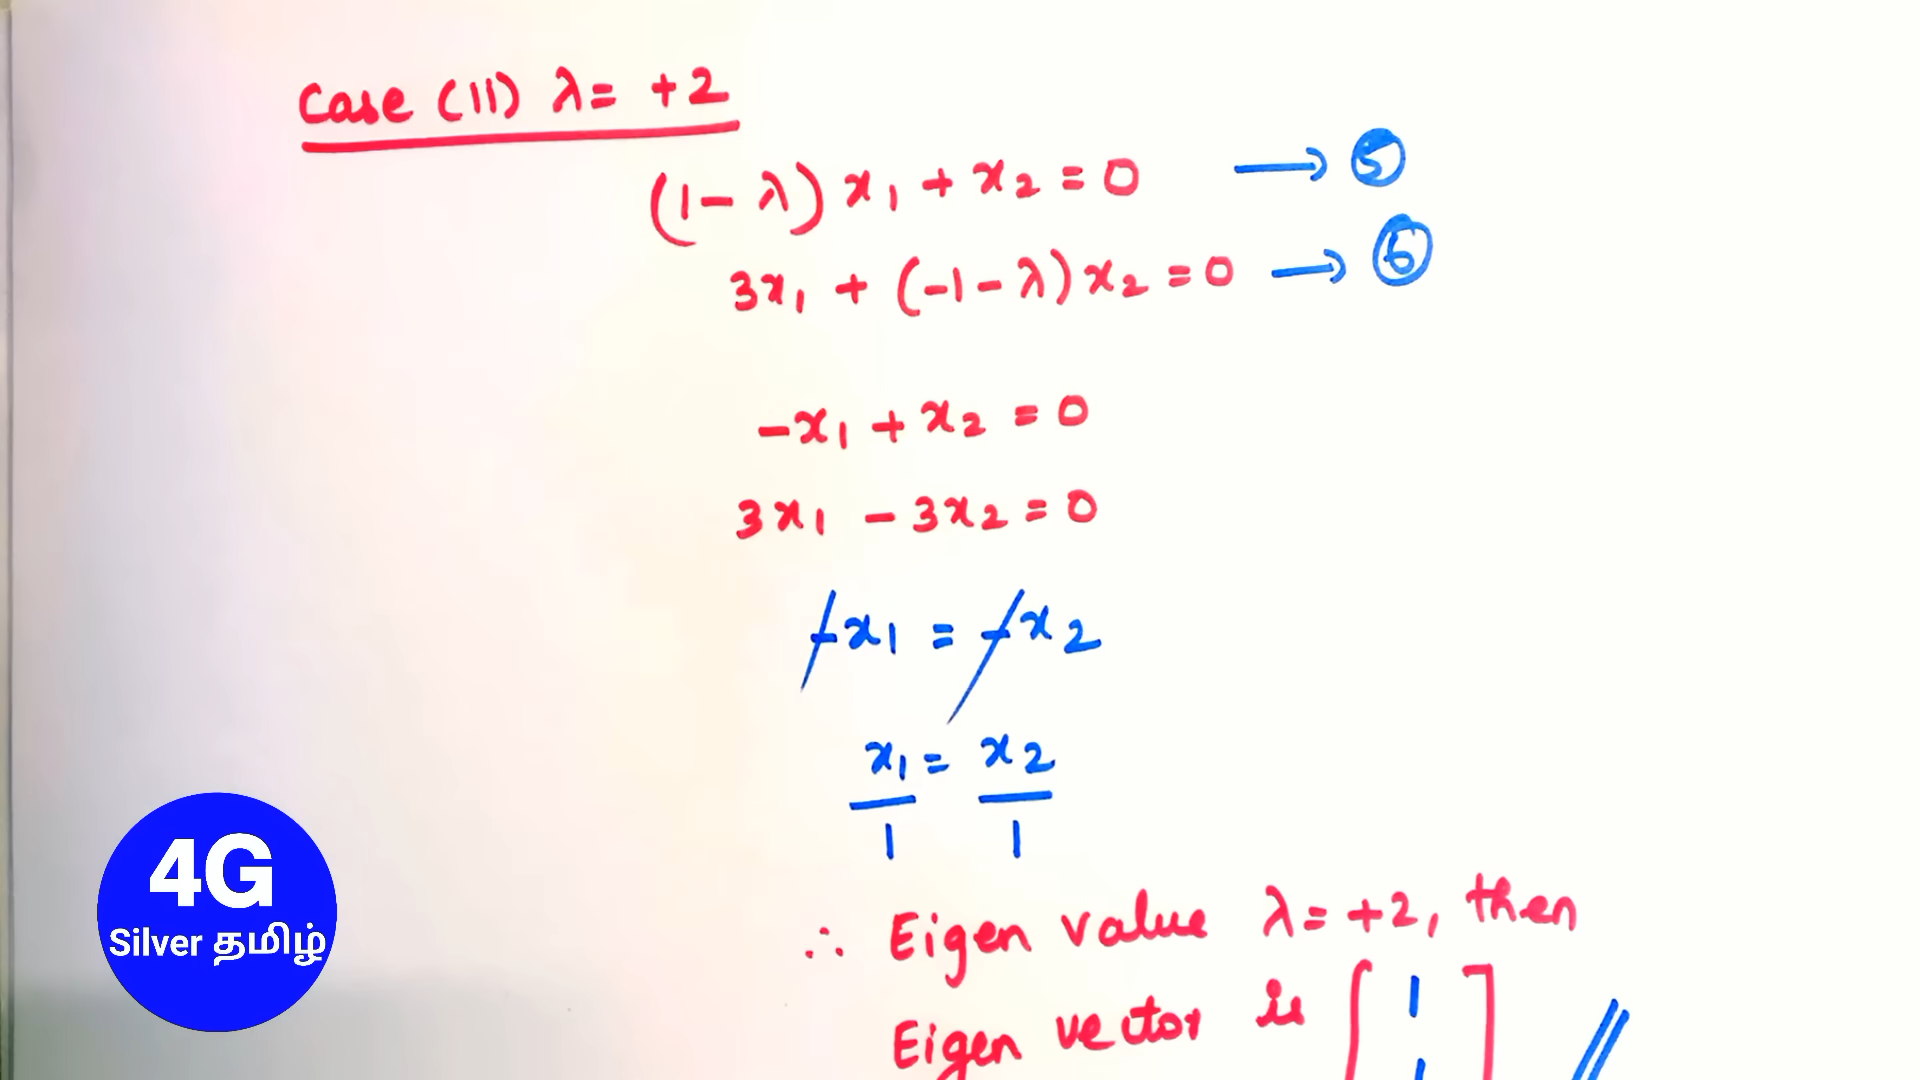 Case (II) λ = +2
(1 - λ) x₁ + x₂ = 0 → ⑤
3x₁ + (-1 - λ) x₂ = 0 → ⑥
-x₁ + x₂ = 0
3x₁ - 3x₂ = 0
-x₁ = -x₂
x₁ = x₂
1 1
∴ Eigen value λ = +2, then
Eigen vector is [1
1]
4G
Silver தமிழ்